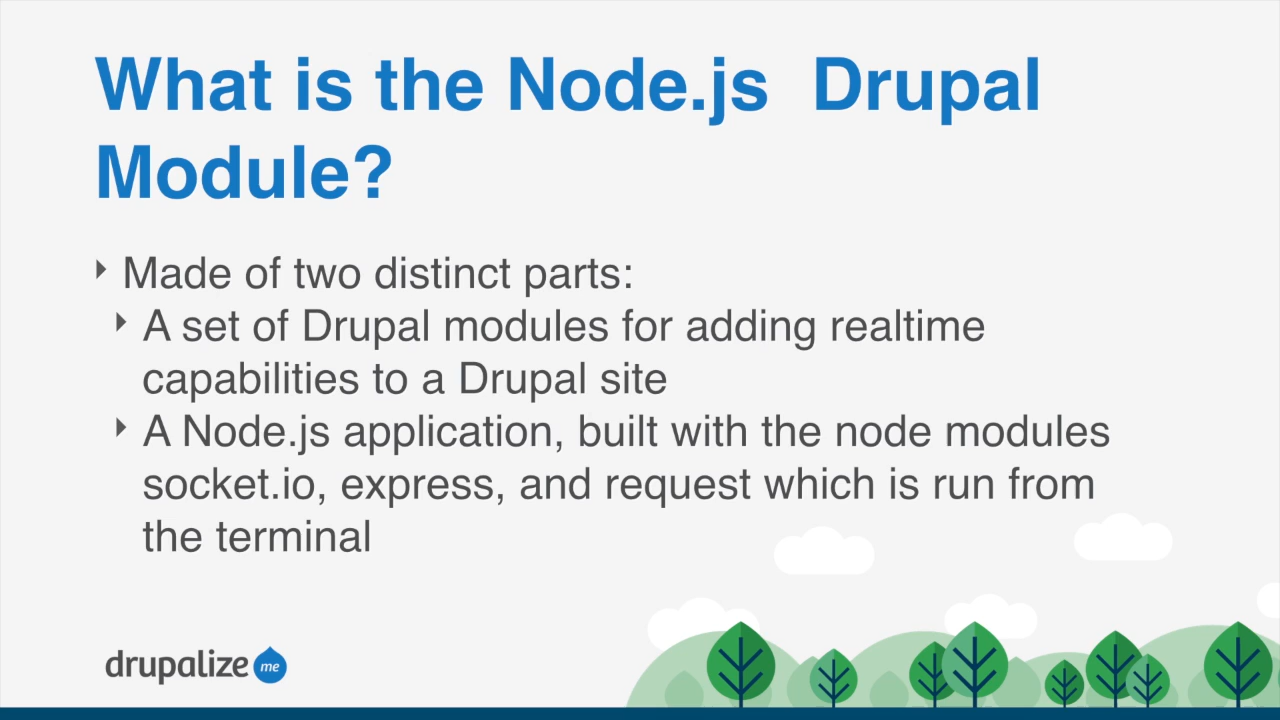 What is the Node.js  Drupal
Module?
Made of two distinct parts:
A set of Drupal modules for adding realtime
capabilities to a Drupal site
A Node.js application, built with the node modules
socket.io, express, and request which is run from
the terminal
drupalize me